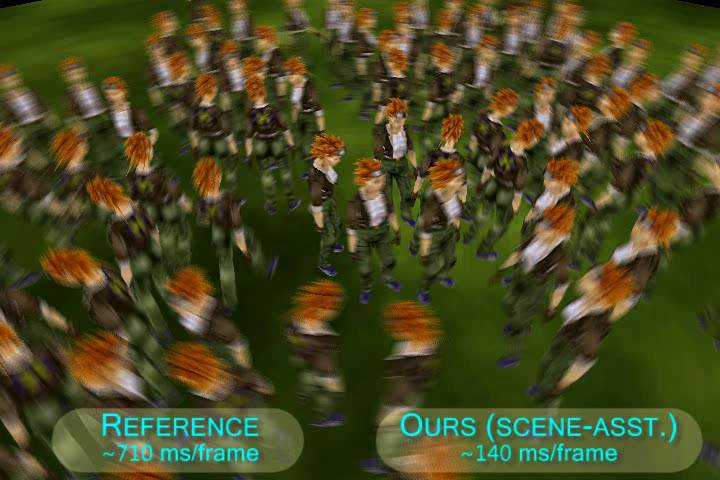 REFERENCE
~710 ms/frame
OURS (SCENE-ASST.)
~140 ms/frame